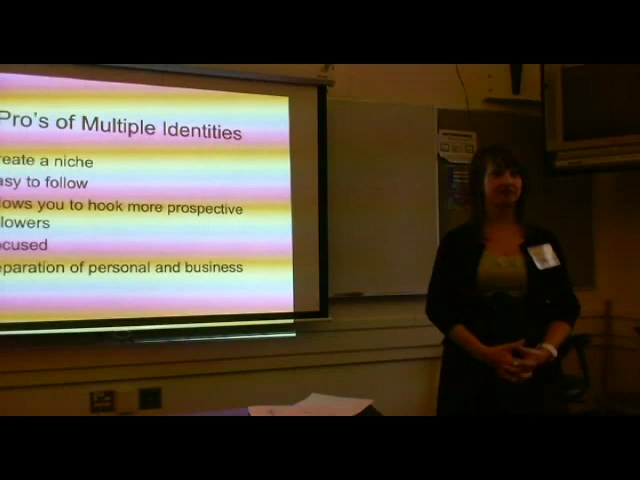 Pro's of Multiple Identities
reate a niche
asy to follow
lows you to hook more prospective
llowers
ocused
eparation of personal and business